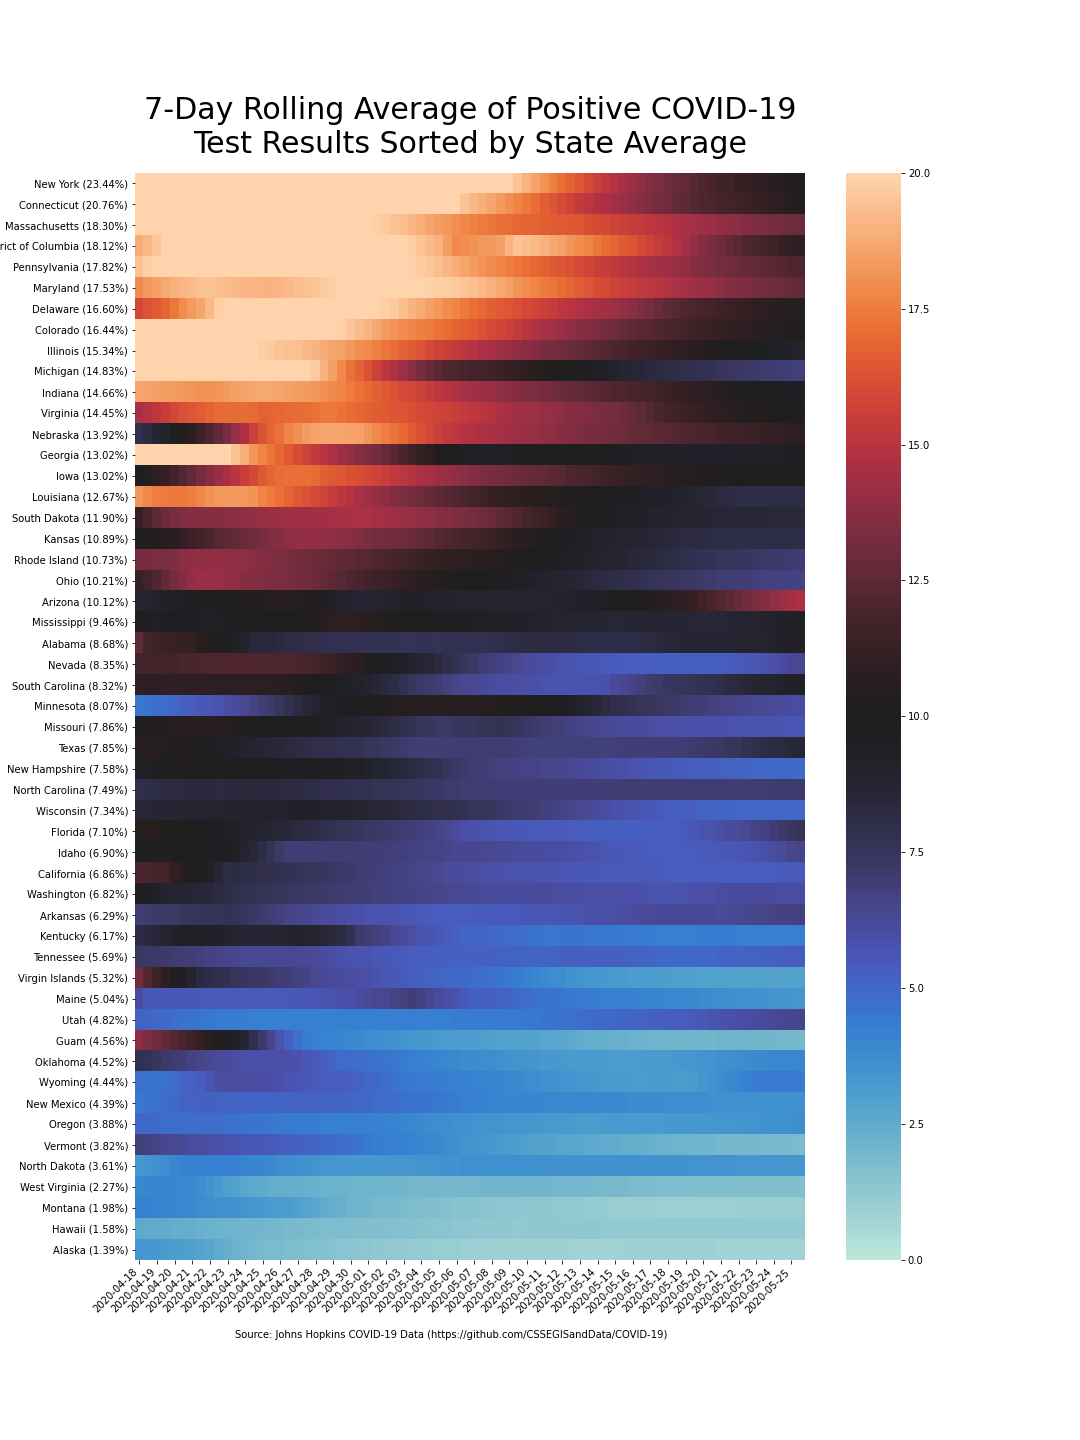 7-Day Rolling Average of Positive COVID-19
Test Results Sorted by State Average
New York (23.44%)
Connecticut (20.76%)
Massachusetts (18.30%)
rict of Columbia (18.12%)
Pennsylvania (17.82%)
Maryland (17.53%)
Delaware (16.60%)
Colorado (16.44%)
Illinois (15.34%)
Michigan (14.83%)
Indiana (14.66%)
Virginia (14.45%)
Nebraska (13.92%)
Georgia (13.02%)
Iowa (13.02%)
Louisiana (12.67%)
South Dakota (11.90%)
Kansas (10.89%)
Rhode Island (10.73%)
Ohio (10.21%)
Arizona (10.12%)
Mississippi (9.46%)
Alabama (8.68%)
Nevada (8.35%)
South Carolina (8.32%)
Minnesota (8.07%)
Missouri (7.86%)
Texas (7.85%)
New Hampshire (7.58%)
North Carolina (7.49%)
Wisconsin (7.34%)
Florida (7.10%)
Idaho (6.90%)
California (6.86%)
Washington (6.82%)
Arkansas (6.29%)
Kentucky (6.17%)
Tennessee (5.69%)
Virgin Islands (5.32%)
Maine (5.04%)
Utah (4.82%)
Guam (4.56%)
Oklahoma (4.52%)
Wyoming (4.44%)
New Mexico (4.39%)
Oregon (3.88%)
Vermont (3.82%)
North Dakota (3.61%)
West Virginia (2.27%)
Montana (1.98%)
Hawaii (1.58%)
Alaska (1.39%)
20.0
17.5
15.0
12.5
10.0
7.5
5.0
2.5
0.0
2020-04-18
2020-04-19
2020-04-20
2020-04-21
2020-04-22
2020-04-23
2020-04-24
2020-04-25
2020-04-26
2020-04-27
2020-04-28
2020-04-29
2020-04-30
2020-05-01
2020-05-02
2020-05-03
2020-05-04
2020-05-05
2020-05-06
2020-05-07
2020-05-08
2020-05-09
2020-05-10
2020-05-11
2020-05-12
2020-05-13
2020-05-14
2020-05-15
2020-05-16
2020-05-17
2020-05-18
2020-05-19
2020-05-20
2020-05-21
2020-05-22
2020-05-23
2020-05-24
2020-05-25
Source: Johns Hopkins COVID-19 Data (https://github.com/CSSEGISandData/COVID-19)